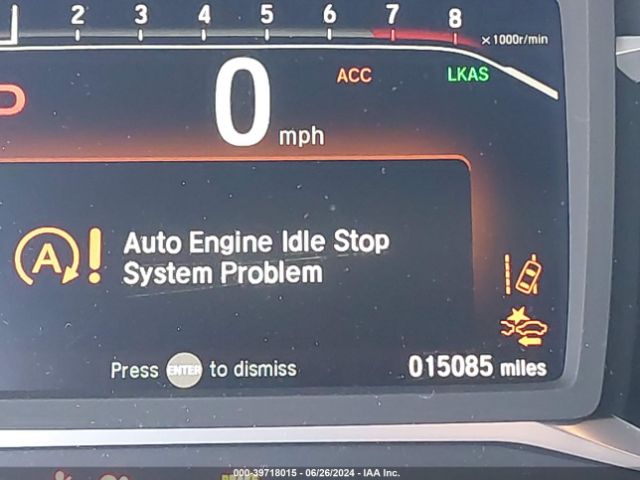 2 3 4 5 6 7 8
×1000r/min
ACC LKAS
0 mph
A! Auto Engine Idle Stop
System Problem
Press ENTER to dismiss
015085 miles
000-39718015 - 06/26/2024 - IAA Inc.